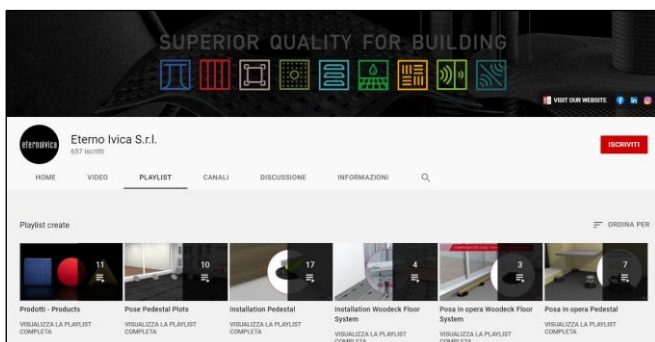 SUPERIOR QUALITY FOR BUILDING
VISIT OUR WEBSITE
eternoivica
Eterno Ivica S.r.l.
657 iscritti
ISCRIVITI
HOME VIDEO PLAYLIST CANALI DISCUSSIONE INFORMAZIONI
Playlist create
ORDINA PER
11 10 17 4 3 7
Prodotti - Products
VISUALIZZA LA PLAYLIST
COMPLETA
Pose Pedestal Plots
VISUALIZZA LA PLAYLIST
COMPLETA
Installation Pedestal
VISUALIZZA LA PLAYLIST
COMPLETA
Installation Woodeck Floor
System
VISUALIZZA LA PLAYLIST
COMPLETA
Posa in opera Woodeck Floor
System
VISUALIZZA LA PLAYLIST
COMPLETA
Posa in opera Pedestal
VISUALIZZA LA PLAYLIST
COMPLETA